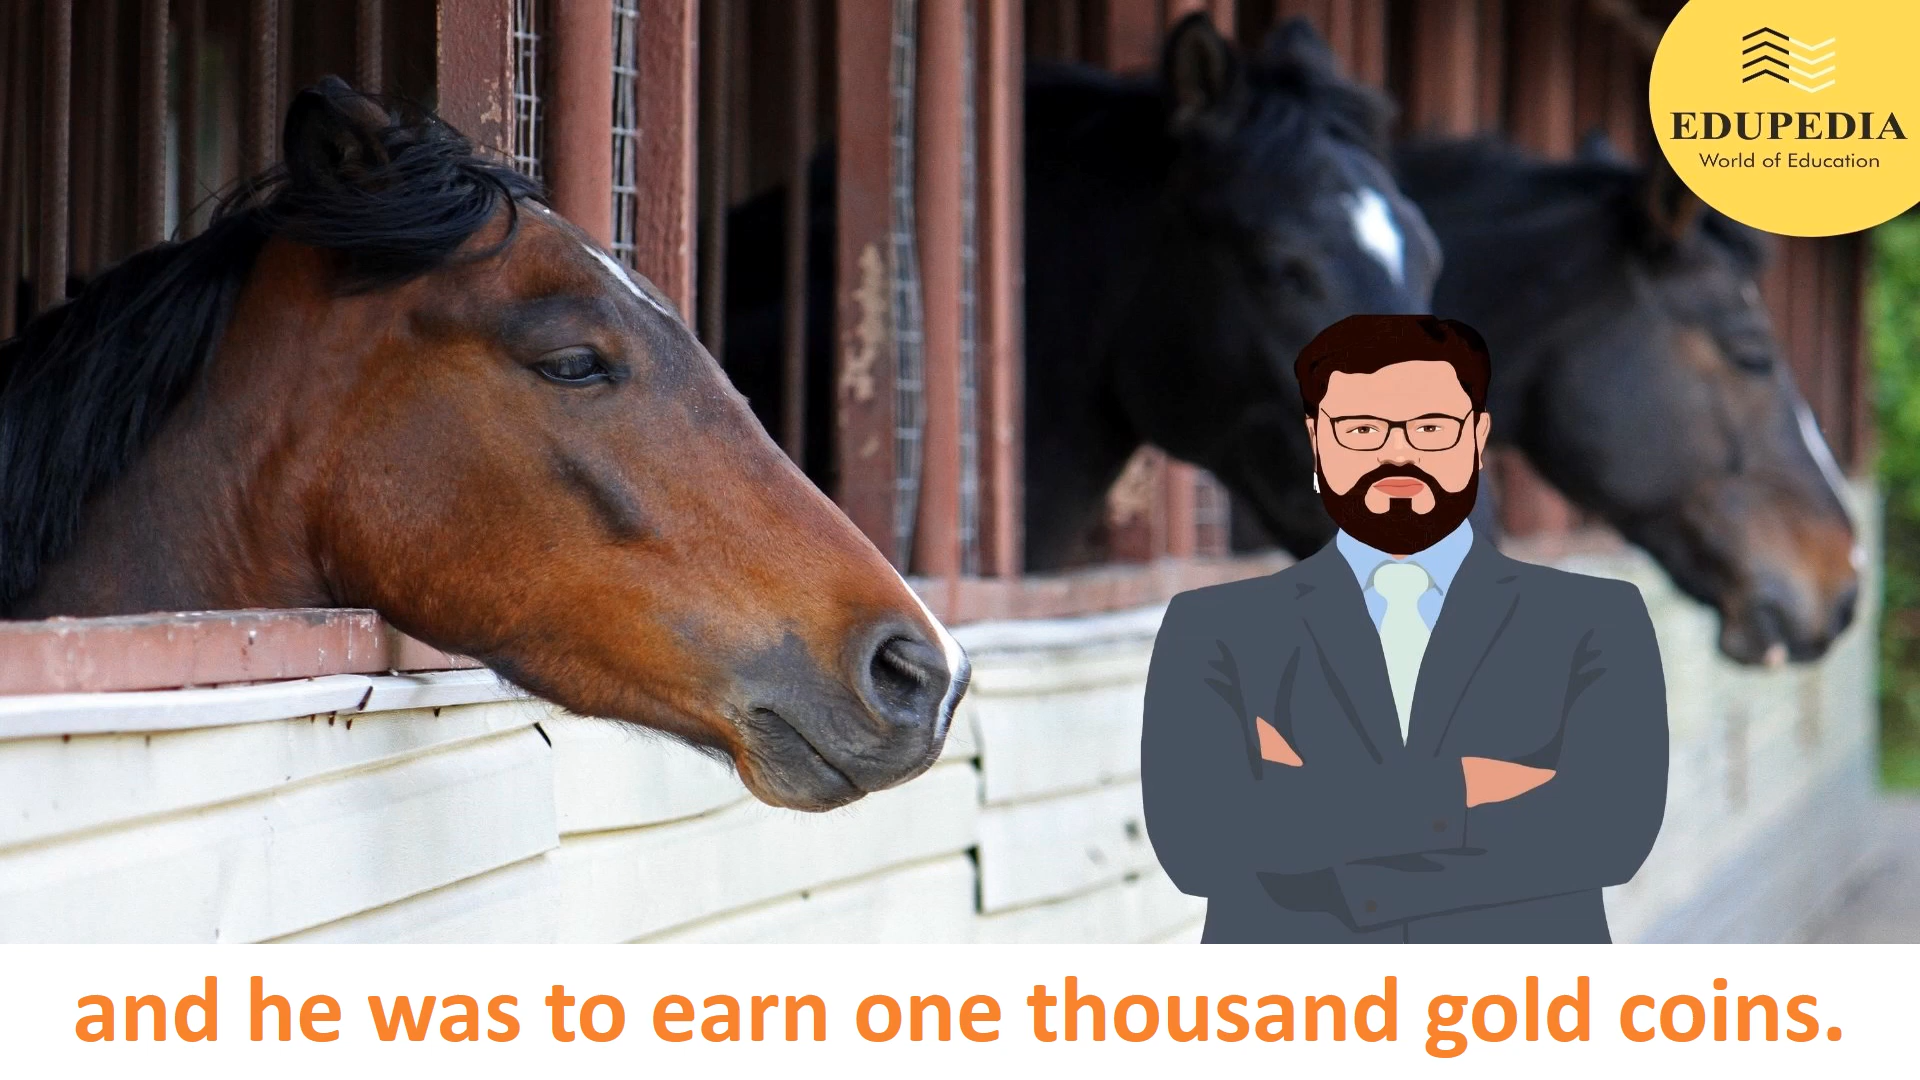 EDUPEDIA
World of Education
and he was to earn one thousand gold coins.